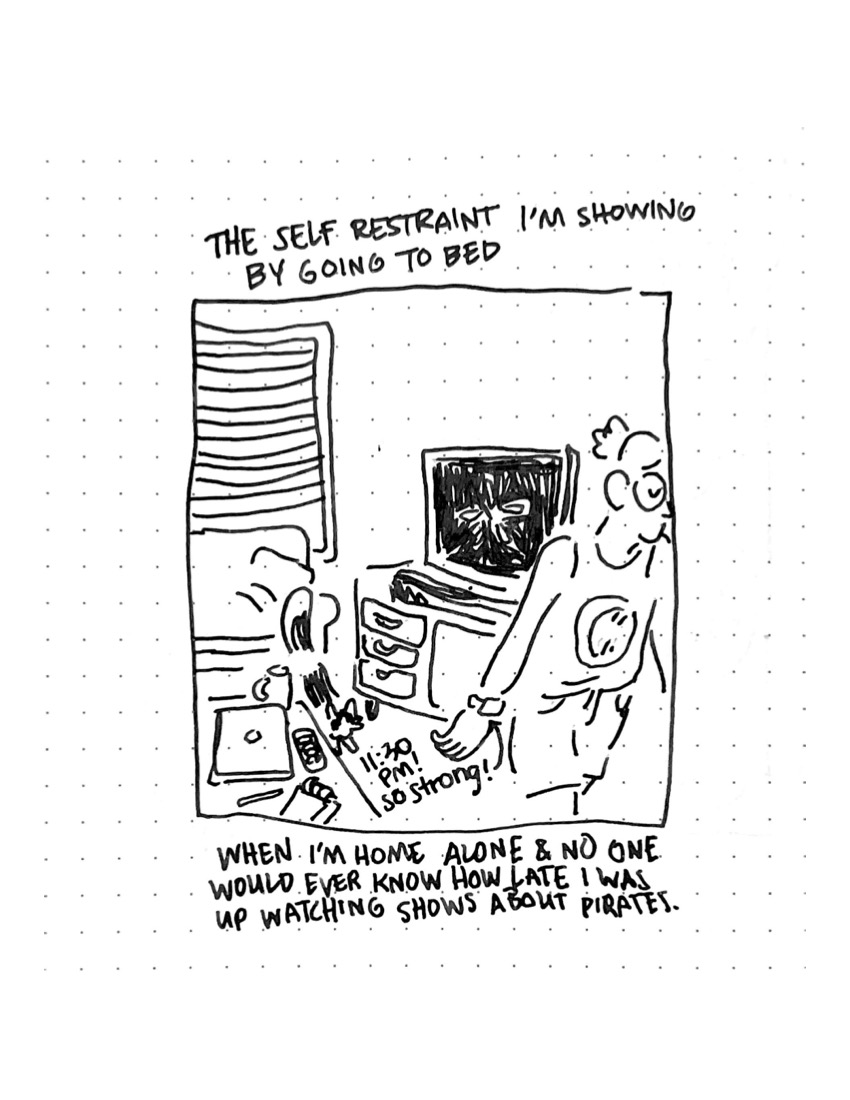 THE SELF RESTRAINT I'M SHOWING
BY GOING TO BED
11:30
PM!
so strong!
WHEN I'M HOME ALONE & NO ONE
WOULD EVER KNOW HOW LATE I WAS
UP WATCHING SHOWS ABOUT PIRATES.